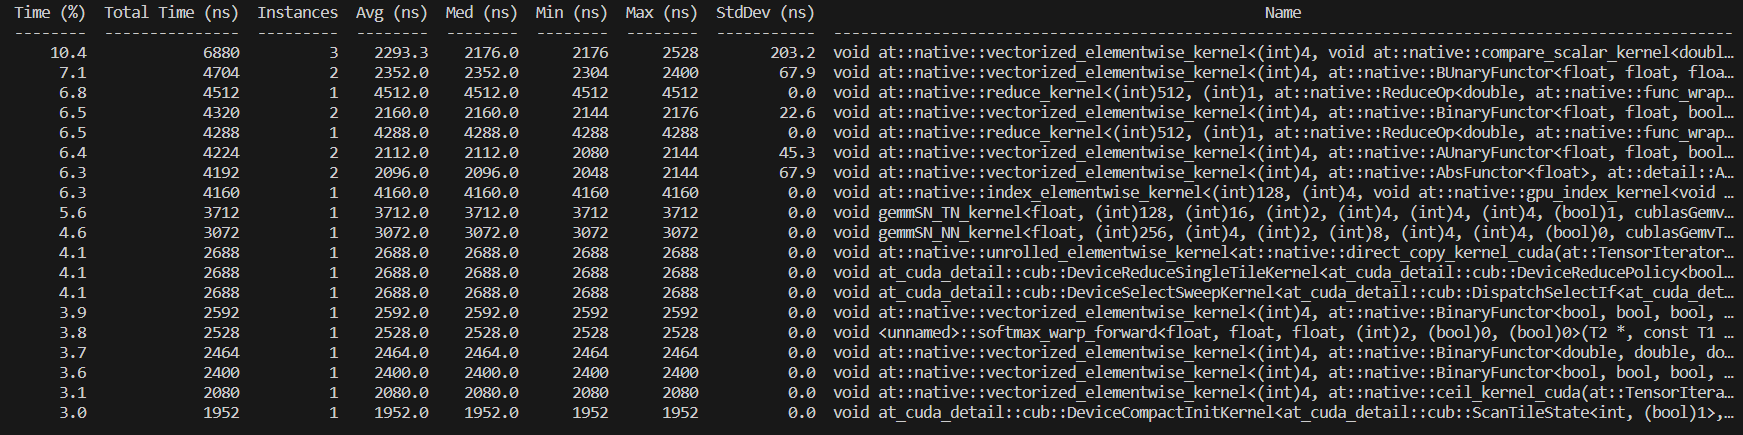 Time (%)  Total Time (ns)  Instances  Avg (ns)  Med (ns)  Min (ns)  Max (ns)  StdDev (ns)  Name
--------  ---------------  ---------  --------  --------  --------  --------  -----------  ------------------------------------------------------------------------------------------
10.4  6880  3  2293.3  2176.0  2176  2528  203.2  void at::native::vectorized_elementwise_kernel<(int)4, void at::native::compare_scalar_kernel<doubl…
7.1  4704  2  2352.0  2352.0  2304  2400  67.9  void at::native::vectorized_elementwise_kernel<(int)4, at::native::BUnaryFunctor<float, float, floa…
6.8  4512  1  4512.0  4512.0  4512  4512  0.0  void at::native::reduce_kernel<(int)512, (int)1, at::native::ReduceOp<double, at::native::func_wrap…
6.5  4320  2  2160.0  2160.0  2144  2176  22.6  void at::native::vectorized_elementwise_kernel<(int)4, at::native::BinaryFunctor<float, float, bool…
6.5  4288  1  4288.0  4288.0  4288  4288  0.0  void at::native::reduce_kernel<(int)512, (int)1, at::native::ReduceOp<double, at::native::func_wrap…
6.4  4224  2  2112.0  2112.0  2080  2144  45.3  void at::native::vectorized_elementwise_kernel<(int)4, at::native::AUnaryFunctor<float, float, bool…
6.3  4192  2  2096.0  2096.0  2048  2144  67.9  void at::native::vectorized_elementwise_kernel<(int)4, at::native::AbsFunctor<float>, at::detail::A…
6.3  4160  1  4160.0  4160.0  4160  4160  0.0  void at::native::index_elementwise_kernel<(int)128, (int)4, void at::native::gpu_index_kernel<void …
5.6  3712  1  3712.0  3712.0  3712  3712  0.0  void gemmSN_TN_kernel<float, (int)128, (int)16, (int)2, (int)4, (int)4, (int)4, (bool)1, cublasGemv…
4.6  3072  1  3072.0  3072.0  3072  3072  0.0  void gemmSN_NN_kernel<float, (int)256, (int)4, (int)2, (int)8, (int)4, (int)4, (bool)0, cublasGemvT…
4.1  2688  1  2688.0  2688.0  2688  2688  0.0  void at::native::unrolled_elementwise_kernel<at::native::direct_copy_kernel_cuda(at::TensorIterator…
4.1  2688  1  2688.0  2688.0  2688  2688  0.0  void at_cuda_detail::cub::DeviceReduceSingleTileKernel<at_cuda_detail::cub::DeviceReducePolicy<bool…
4.1  2688  1  2688.0  2688.0  2688  2688  0.0  void at_cuda_detail::cub::DeviceSelectSweepKernel<at_cuda_detail::cub::DispatchSelectIf<at_cuda_det…
3.9  2592  1  2592.0  2592.0  2592  2592  0.0  void at::native::vectorized_elementwise_kernel<(int)4, at::native::BinaryFunctor<bool, bool, bool, …
3.8  2528  1  2528.0  2528.0  2528  2528  0.0  void <unnamed>::softmax_warp_forward<float, float, float, (int)2, (bool)0, (bool)0>(T2 *, const T1 …
3.7  2464  1  2464.0  2464.0  2464  2464  0.0  void at::native::vectorized_elementwise_kernel<(int)4, at::native::BinaryFunctor<double, double, do…
3.6  2400  1  2400.0  2400.0  2400  2400  0.0  void at::native::vectorized_elementwise_kernel<(int)4, at::native::BinaryFunctor<bool, bool, bool, …
3.1  2080  1  2080.0  2080.0  2080  2080  0.0  void at::native::vectorized_elementwise_kernel<(int)4, at::native::ceil_kernel_cuda(at::TensorItera…
3.0  1952  1  1952.0  1952.0  1952  1952  0.0  void at_cuda_detail::cub::DeviceCompactInitKernel<at_cuda_detail::cub::ScanTileState<int, (bool)1>,…